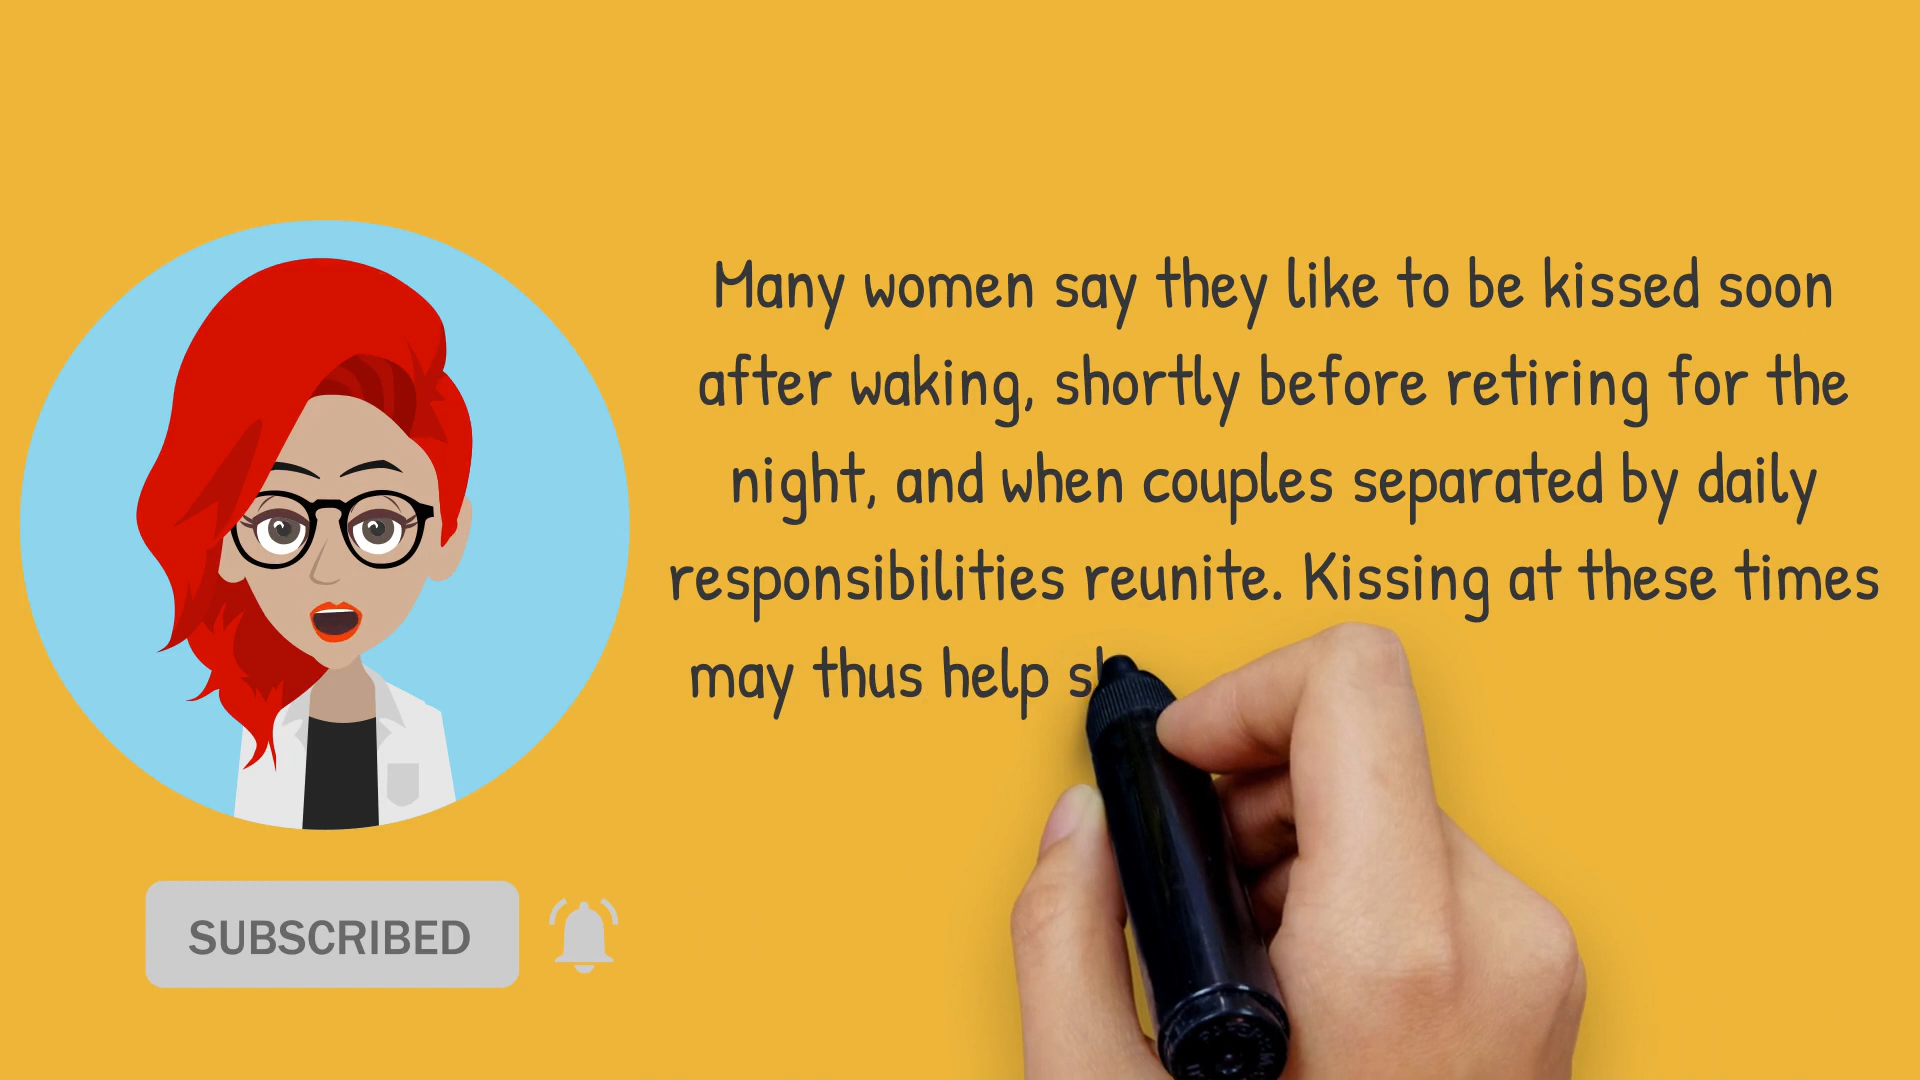 Many women say they like to be kissed soon
after waking, shortly before retiring for the
night, and when couples separated by daily
responsibilities reunite. Kissing at these times
may thus help
SUBSCRIBED